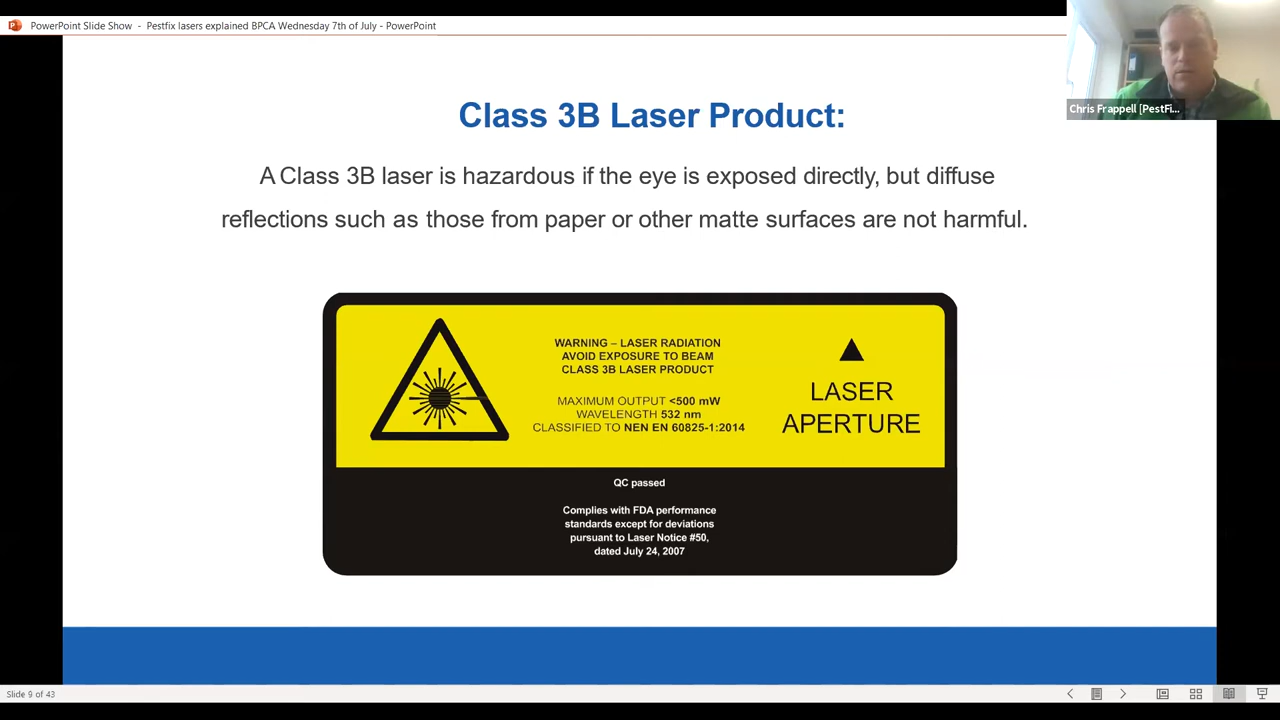 PowerPoint Slide Show - Pestfix lasers explained BPCA Wednesday 7th of July - PowerPoint
Chris Frappell [PestFi...
Class 3B Laser Product:
A Class 3B laser is hazardous if the eye is exposed directly, but diffuse
reflections such as those from paper or other matte surfaces are not harmful.
WARNING – LASER RADIATION
AVOID EXPOSURE TO BEAM
CLASS 3B LASER PRODUCT
MAXIMUM OUTPUT <500 mW
WAVELENGTH 532 nm
CLASSIFIED TO NEN EN 60825-1:2014
LASER
APERTURE
QC passed
Complies with FDA performance
standards except for deviations
pursuant to Laser Notice #50,
dated July 24, 2007
Slide 9 of 43